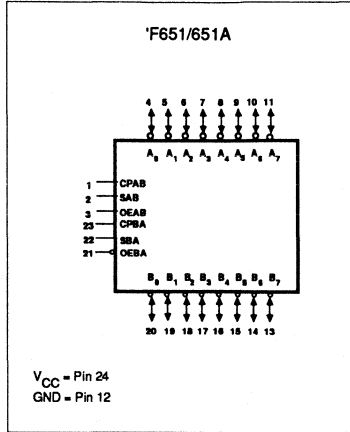 'F651/651A
4 5 6 7 8 9 10 11
A0 A1 A2 A3 A4 A5 A6 A7
1 CPAB
2 SAB
3 OEAB
23 CPBA
22 SBA
21 OEBA
B0 B1 B2 B3 B4 B5 B6 B7
20 19 18 17 16 15 14 13
VCC = Pin 24
GND = Pin 12